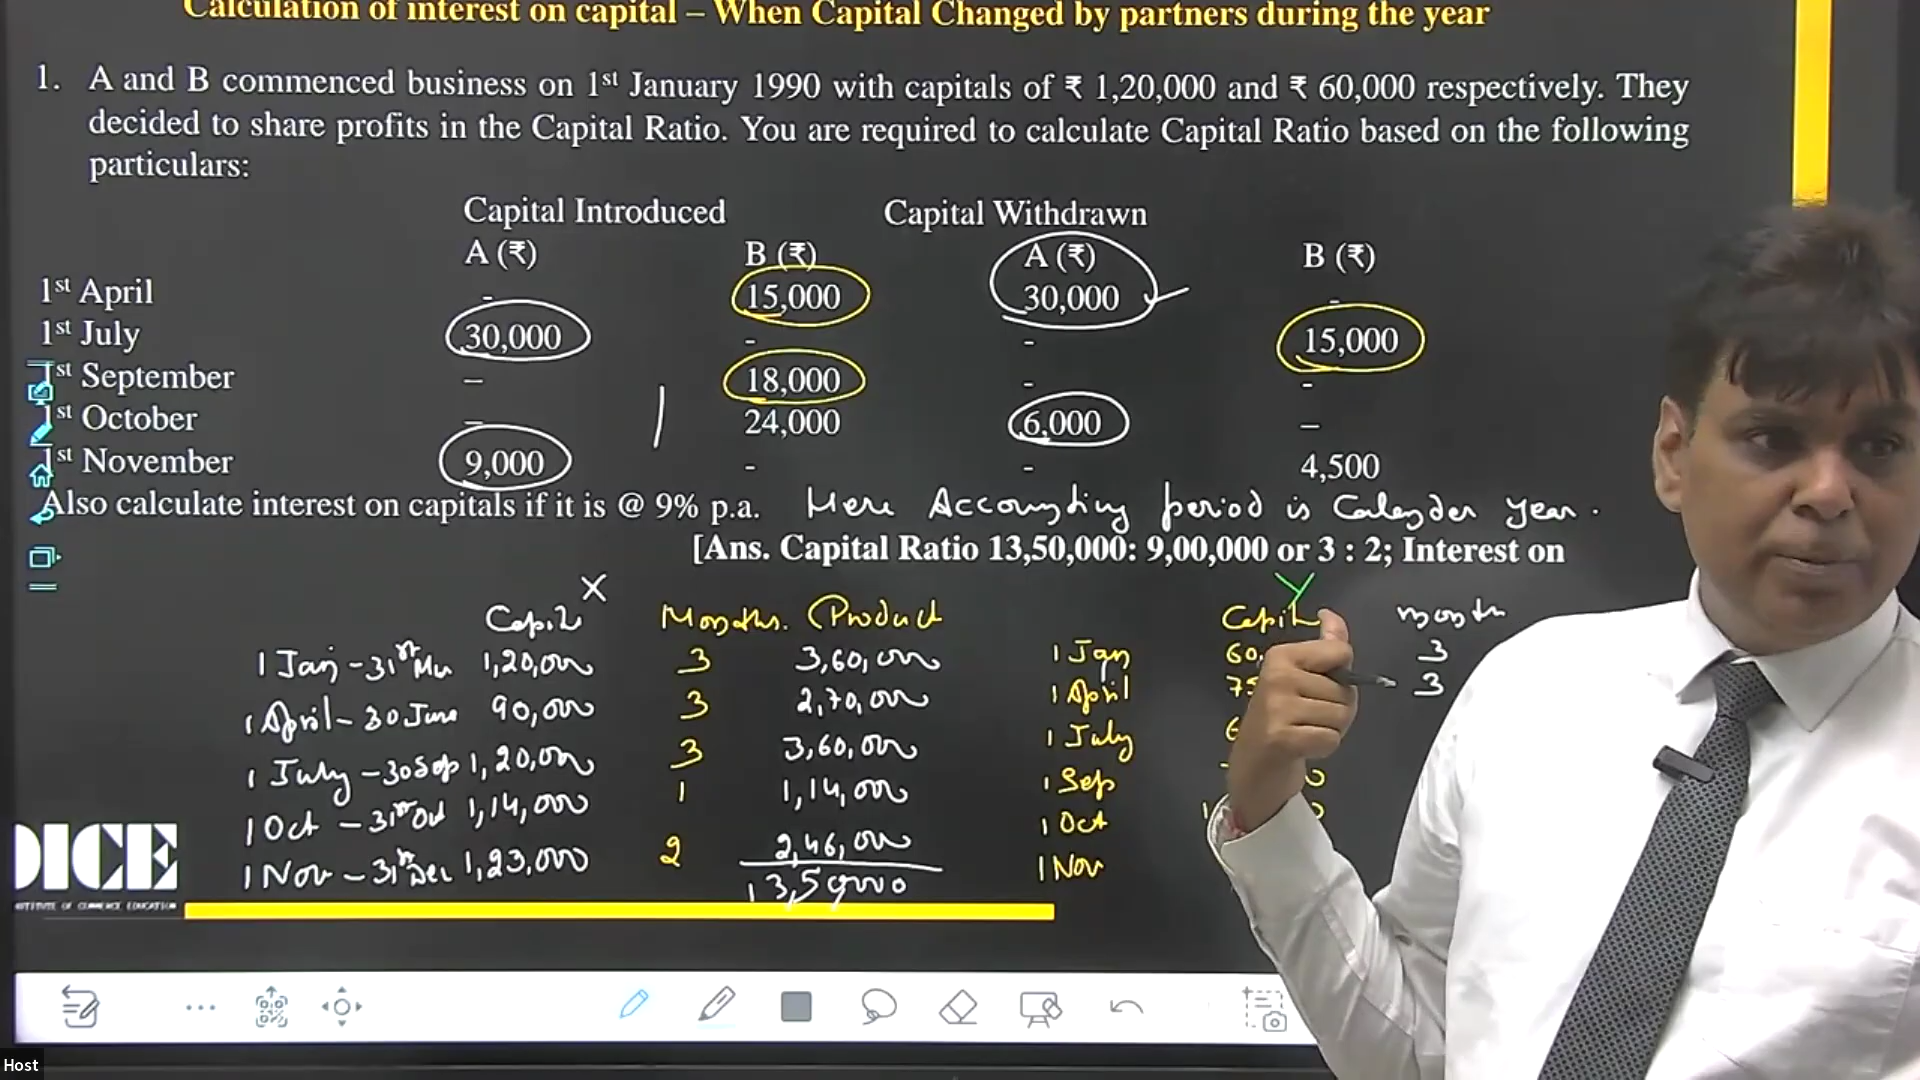 Calculation of interest on capital – When Capital Changed by partners during the year
1. A and B commenced business on 1st January 1990 with capitals of ₹ 1,20,000 and ₹ 60,000 respectively. They
decided to share profits in the Capital Ratio. You are required to calculate Capital Ratio based on the following
particulars:
Capital Introduced Capital Withdrawn
A (₹) B (₹) A (₹) B (₹)
1st April - 15,000 30,000 -
1st July 30,000 - - 15,000
1st September – 18,000 - -
1st October – 24,000 6,000 –
1st November 9,000 - - 4,500
Also calculate interest on capitals if it is @ 9% p.a. Here Accounting period is Calender year.
[Ans. Capital Ratio 13,50,000: 9,00,000 or 3 : 2; Interest on
X Y
Capital Months. Product Capit month
1 Jan - 31st Mar 1,20,000 3 3,60,000 1 Jan 60, 3
1 April - 30 June 90,000 3 2,70,000 1 April 75 3
1 July - 30 Sep 1,20,000 3 3,60,000 1 July 6
1 Oct - 31st Oct 1,14,000 1 1,14,000 1 Sep
1 Nov - 31st Dec 1,23,000 2 2,46,000 1 Oct
13,50,000 1 Nov
DICE
INSTITUTE OF COMMERCE EDUCATION
Host